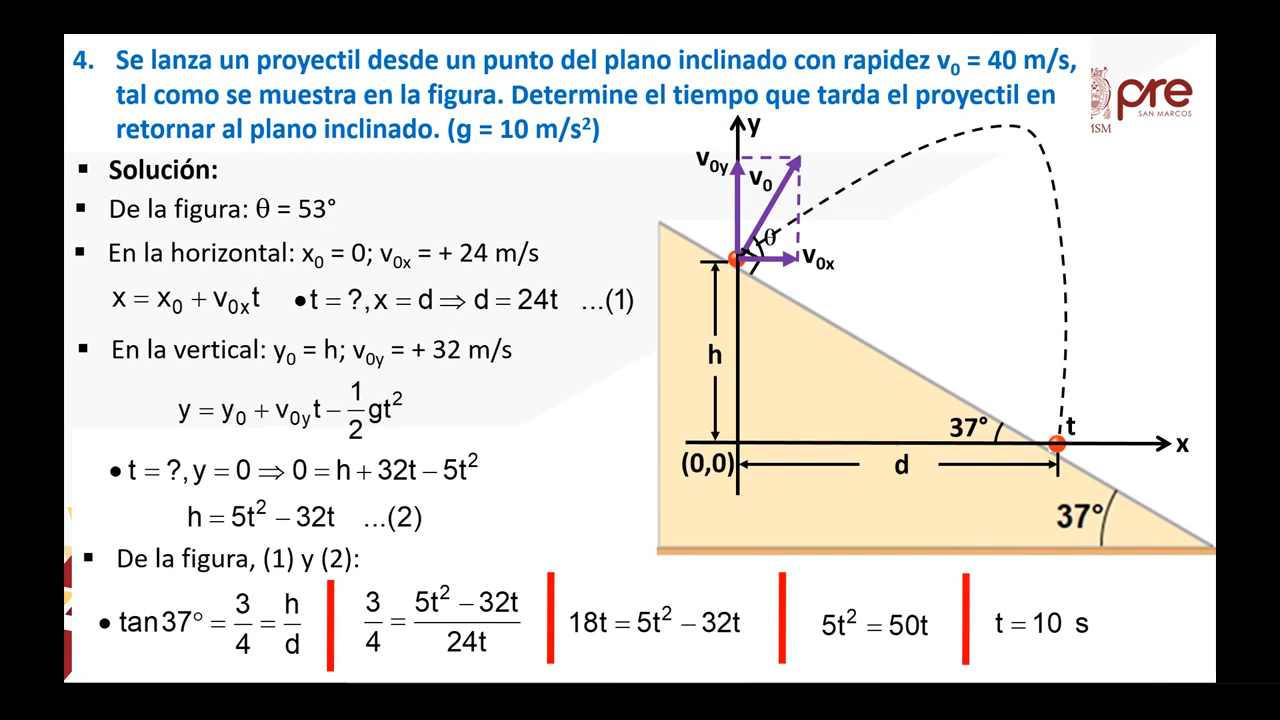 4. Se lanza un proyectil desde un punto del plano inclinado con rapidez v₀ = 40 m/s,
tal como se muestra en la figura. Determine el tiempo que tarda el proyectil en
retornar al plano inclinado. (g = 10 m/s²)
pre
SAN MARCOS
MSM
▪ Solución:
▪ De la figura: θ = 53°
▪ En la horizontal: x₀ = 0; v₀ₓ = + 24 m/s
x = x₀ + v₀ₓt •t = ?, x = d ⇒ d = 24t ...(1)
▪ En la vertical: y₀ = h; v₀y = + 32 m/s
y = y₀ + v₀yt − 1/2 gt²
•t = ?, y = 0 ⇒ 0 = h + 32t − 5t²
h = 5t² − 32t ...(2)
▪ De la figura, (1) y (2):
• tan37° = 3/4 = h/d
3/4 = (5t² − 32t)/24t
18t = 5t² − 32t
5t² = 50t
t = 10 s
y
v₀y
v₀
θ
v₀ₓ
h
37°
t
x
(0,0)
d
37°